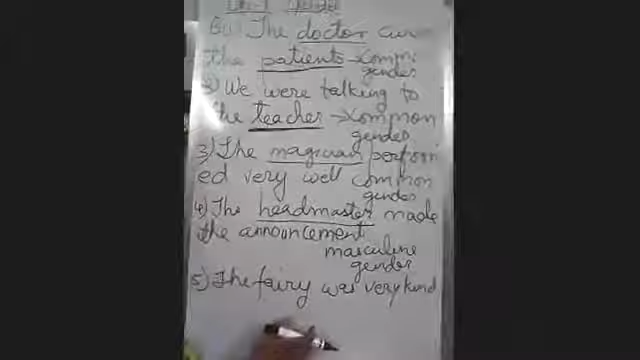 The doctor cur
the patients → Comm
gender
2) We were talking to
the teacher → Common
gender
3) The magician perfom
ed very well common
gender
4) The headmaster made
the announcement
masculine
gender
5) The fairy was very kind